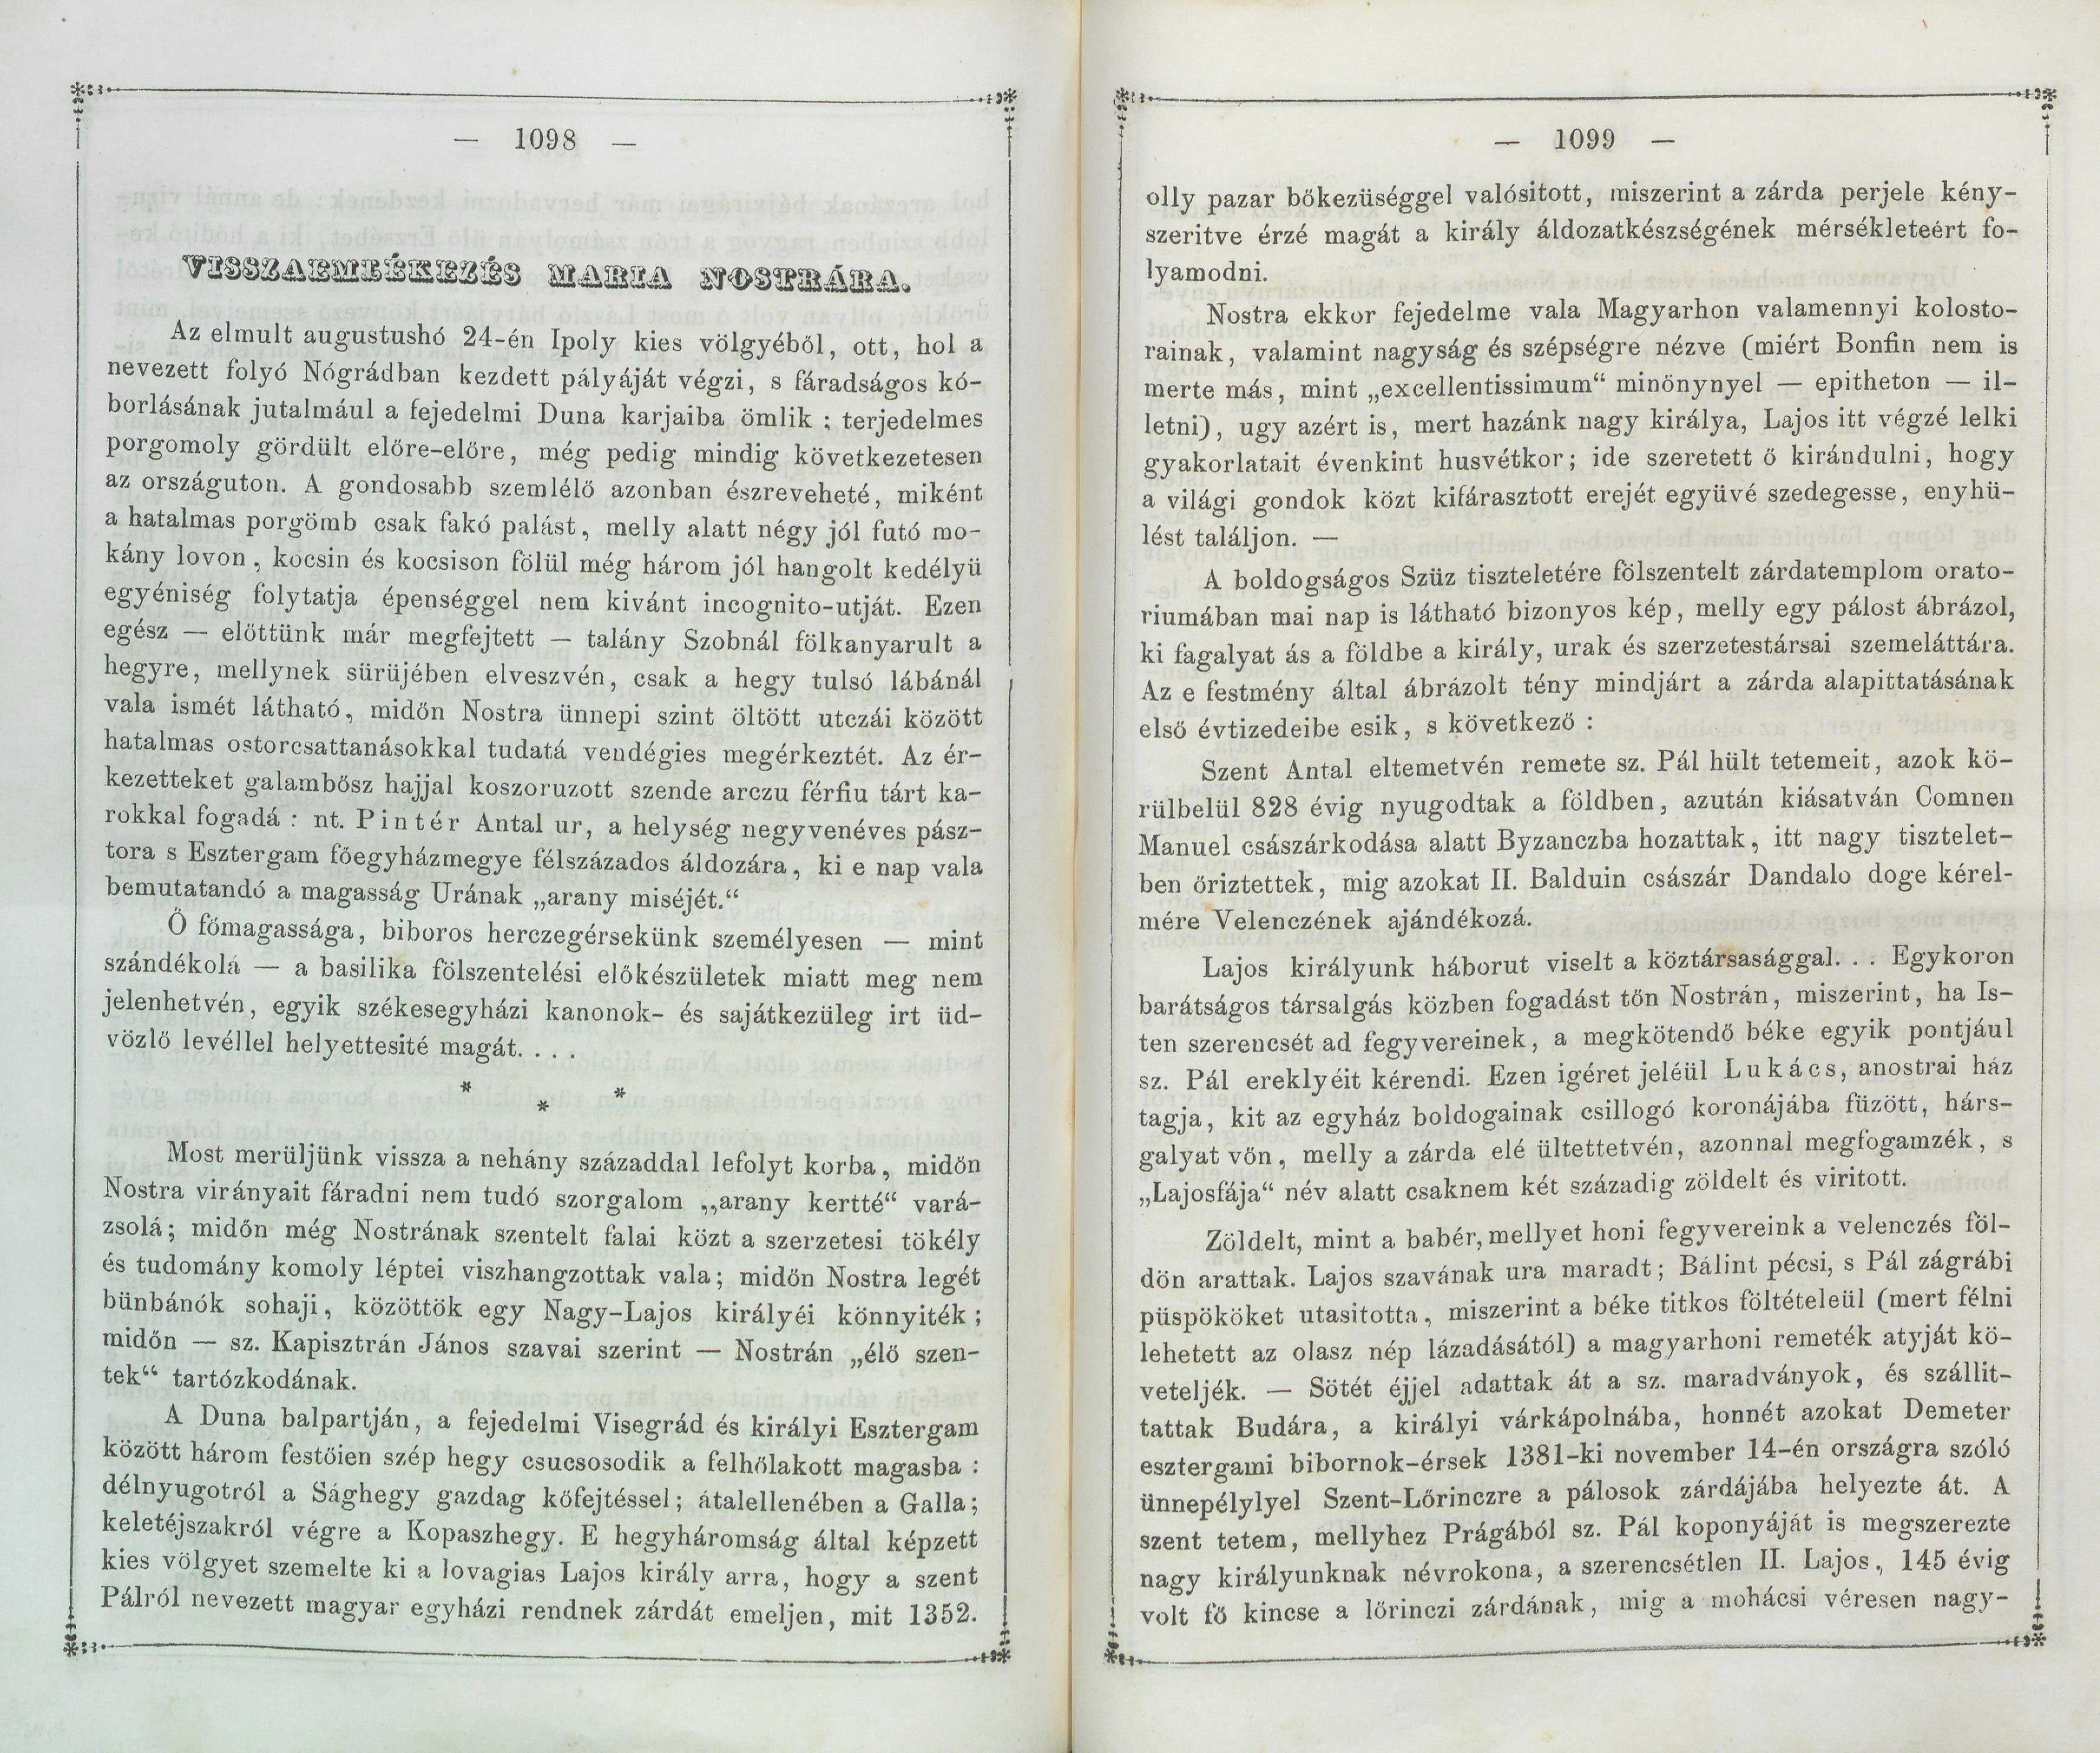 — 1098 —
VISSZAEMLÉKEZÉS MARIA NOSTRÁRA.
Az elmult augustushó 24-én Ipoly kies völgyéből, ott, hol a
nevezett folyó Nógrádban kezdett pályáját végzi, s fáradságos kó-
borlásának jutalmául a fejedelmi Duna karjaiba ömlik ; terjedelmes
porgomoly gördült előre-előre, még pedig mindig következetesen
az országuton. A gondosabb szemlélő azonban észreveheté, miként
a hatalmas porgömb csak fakó palást, melly alatt négy jól futó mo-
kány lovon, kocsin és kocsison fölül még három jól hangolt kedélyü
egyéniség folytatja épenséggel nem kivánt incognito-utját. Ezen
egész — előttünk már megfejtett — talány Szobnál fölkanyarult a
hegyre, mellynek sürüjében elveszvén, csak a hegy tulsó lábánál
vala ismét látható, midőn Nostra ünnepi szint öltött utczái között
hatalmas ostorcsattanásokkal tudatá vendégies megérkeztét. Az ér-
kezetteket galambősz hajjal koszoruzott szende arczu férfiu tárt ka-
rokkal fogadá : nt. Pintér Antal ur, a helység negyvenéves pász-
tora s Esztergam főegyházmegye félszázados áldozára, ki e nap vala
bemutatandó a magasság Urának „arany miséjét.“
Ő főmagassága, biboros herczegérsekünk személyesen — mint
szándékolá — a basilika fölszentelési előkészületek miatt meg nem
jelenhetvén, egyik székesegyházi kanonok- és sajátkezüleg irt üd-
vözlő levéllel helyettesité magát. . . .
* * *
Most merüljünk vissza a nehány századdal lefolyt korba, midőn
Nostra virányait fáradni nem tudó szorgalom „arany kertté“ vará-
zsolá; midőn még Nostrának szentelt falai közt a szerzetesi tökély
és tudomány komoly léptei viszhangzottak vala; midőn Nostra legét
bünbánók sohaji, közöttök egy Nagy-Lajos királyéi könnyiték ;
midőn — sz. Kapisztrán János szavai szerint — Nostrán „élő szen-
tek“ tartózkodának.
A Duna balpartján, a fejedelmi Visegrád és királyi Esztergam
között három festőien szép hegy csucsosodik a felhőlakott magasba :
délnyugotról a Sághegy gazdag kőfejtéssel; átalellenében a Galla;
keletéjszakról végre a Kopaszhegy. E hegyháromság által képzett
kies völgyet szemelte ki a lovagias Lajos király arra, hogy a szent
Pálról nevezett magyar egyházi rendnek zárdát emeljen, mit 1352.
— 1099 —
olly pazar bőkezüséggel valósitott, miszerint a zárda perjele kény-
szeritve érzé magát a király áldozatkészségének mérsékleteért fo-
lyamodni.
Nostra ekkor fejedelme vala Magyarhon valamennyi kolosto-
rainak, valamint nagyság és szépségre nézve (miért Bonfin nem is
merte más, mint „excellentissimum“ minönynyel — epitheton — il-
letni), ugy azért is, mert hazánk nagy királya, Lajos itt végzé lelki
gyakorlatait évenkint husvétkor; ide szeretett ő kirándulni, hogy
a világi gondok közt kifárasztott erejét együvé szedegesse, enyhü-
lést találjon. —
A boldogságos Szüz tiszteletére fölszentelt zárdatemplom orato-
riumában mai nap is látható bizonyos kép, melly egy pálost ábrázol,
ki fagalyat ás a földbe a király, urak és szerzetestársai szemeláttára.
Az e festmény által ábrázolt tény mindjárt a zárda alapittatásának
első évtizedeibe esik, s következő :
Szent Antal eltemetvén remete sz. Pál hült tetemeit, azok kö-
rülbelül 828 évig nyugodtak a földben, azután kiásatván Comnen
Manuel császárkodása alatt Byzanczba hozattak, itt nagy tisztelet-
ben őriztettek, mig azokat II. Balduin császár Dandalo doge kérel-
mére Velenczének ajándékozá.
Lajos királyunk háborut viselt a köztársasággal. . . Egykoron
barátságos társalgás közben fogadást tőn Nostrán, miszerint, ha Is-
ten szerencsét ad fegyvereinek, a megkötendő béke egyik pontjául
sz. Pál ereklyéit kérendi. Ezen igéret jeléül Lukács, anostrai ház
tagja, kit az egyház boldogainak csillogó koronájába füzött, hárs-
galyat vőn, melly a zárda elé ültettetvén, azonnal megfogamzék, s
„Lajosfája“ név alatt csaknem két századig zöldelt és viritott.
Zöldelt, mint a babér, mellyet honi fegyvereink a velenczés föl-
dön arattak. Lajos szavának ura maradt; Bálint pécsi, s Pál zágrábi
püspököket utasitotta, miszerint a béke titkos föltételeül (mert félni
lehetett az olasz nép lázadásától) a magyarhoni remeték atyját kö-
veteljék. — Sötét éjjel adattak át a sz. maradványok, és szállit-
tattak Budára, a királyi várkápolnába, honnét azokat Demeter
esztergami bibornok-érsek 1381-ki november 14-én országra szóló
ünnepélylyel Szent-Lőrinczre a pálosok zárdájába helyezte át. A
szent tetem, mellyhez Prágából sz. Pál koponyáját is megszerezte
nagy királyunknak névrokona, a szerencsétlen II. Lajos, 145 évig
volt fő kincse a lőrinczi zárdának, mig a mohácsi véresen nagy-